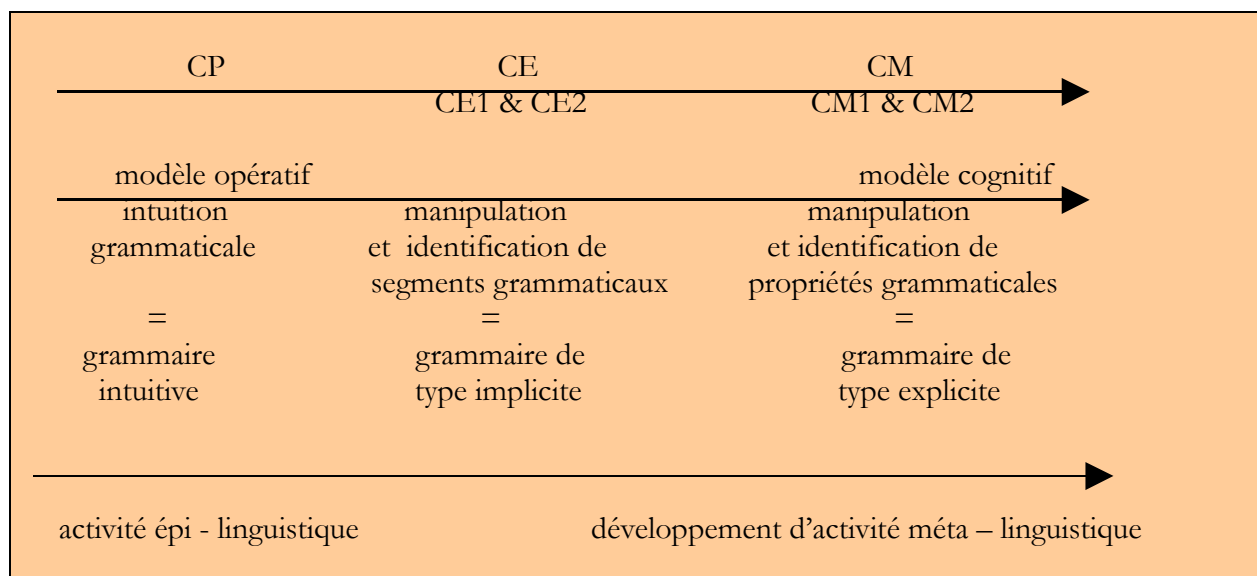 CP CE CM
CE1 & CE2 CM1 & CM2
modèle opératif modèle cognitif
intuition manipulation manipulation
grammaticale et identification de et identification de
segments grammaticaux propriétés grammaticales
= = =
grammaire grammaire de grammaire de
intuitive type implicite type explicite
activité épi - linguistique développement d’activité méta – linguistique